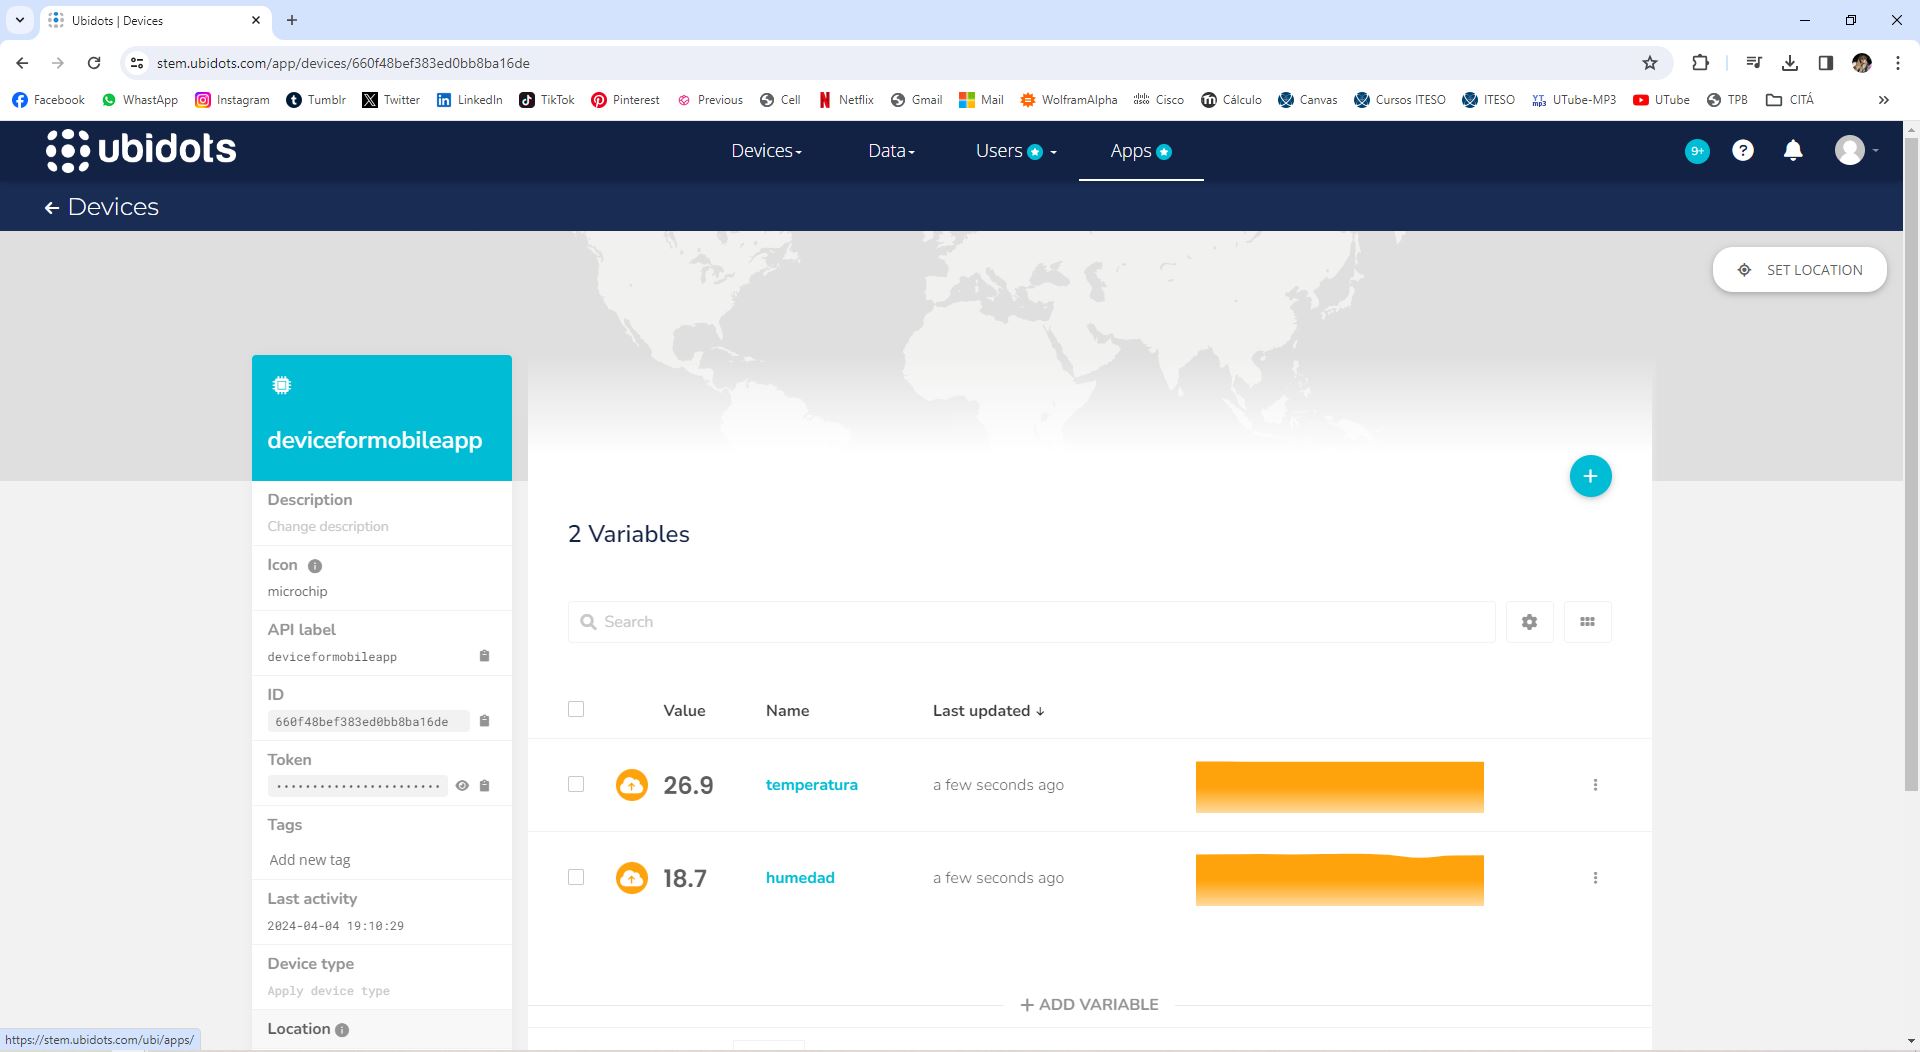 Ubidots | Devices
stem.ubidots.com/app/devices/660f48bef383ed0bb8ba16de
Facebook WhastApp Instagram Tumblr Twitter LinkedIn TikTok Pinterest Previous Cell Netflix Gmail Mail WolframAlpha Cisco Cálculo Canvas Cursos ITESO ITESO UTube-MP3 UTube TPB CITÁ
ubidots
Devices Data Users Apps
9+
Devices
SET LOCATION
deviceformobileapp
Description
Change description
Icon
microchip
API label
deviceformobileapp
ID
660f48bef383ed0bb8ba16de
Token
Tags
Add new tag
Last activity
2024-04-04 19:10:29
Device type
Apply device type
Location
2 Variables
Search
Value Name Last updated ↓
26.9 temperatura a few seconds ago
18.7 humedad a few seconds ago
+ ADD VARIABLE
https://stem.ubidots.com/ubi/apps/